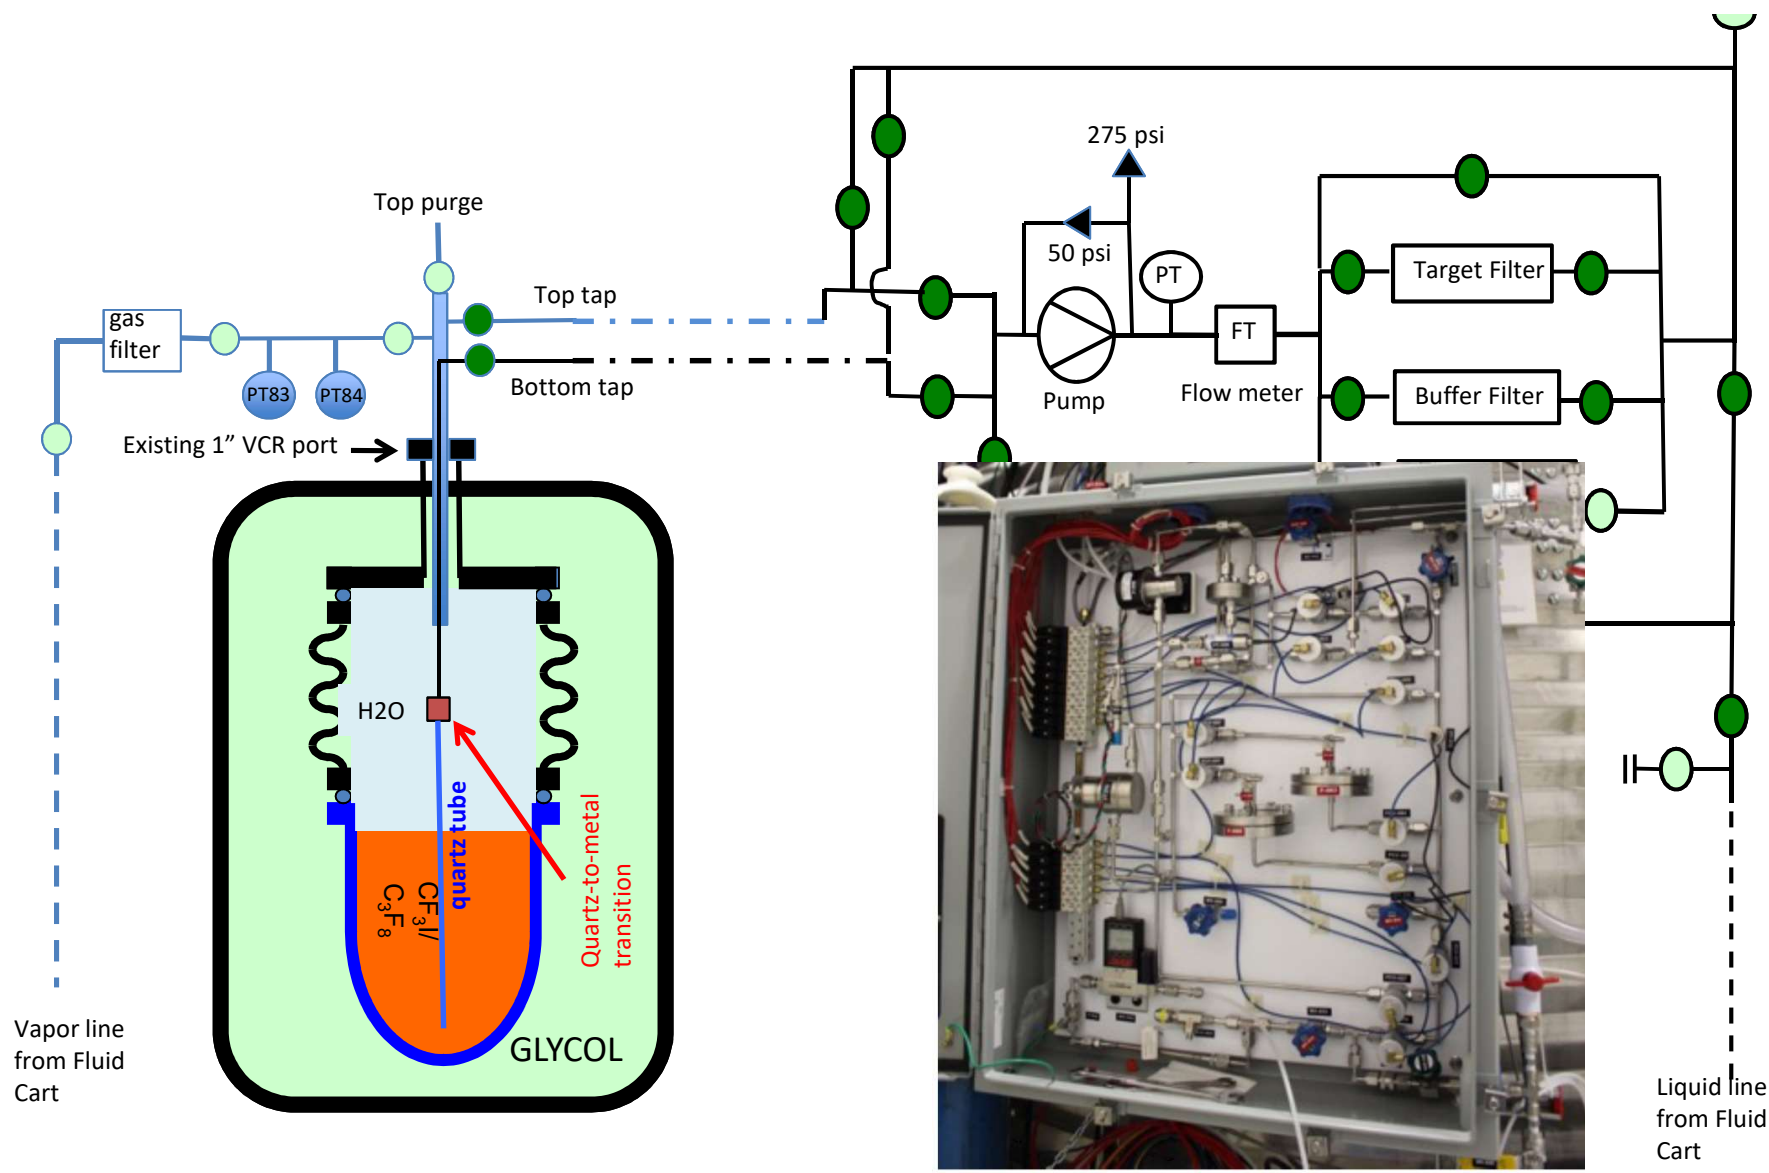 275 psi
Top purge
50 psi
PT
Target Filter
Top tap
gas
filter
FT
PT83
PT84
Bottom tap
Pump
Flow meter
Buffer Filter
Existing 1” VCR port
H2O
quartz tube
Quartz-to-metal
transition
CF3I/
C3F8
GLYCOL
Vapor line
from Fluid
Cart
Liquid line
from Fluid
Cart